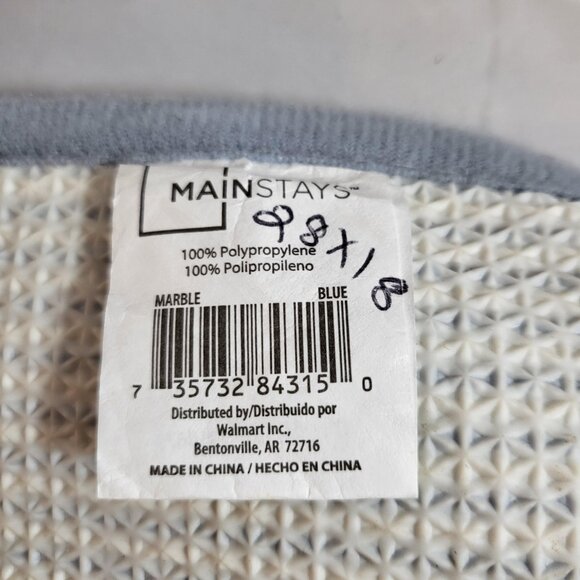 MAINSTAYS™
98X18
100% Polypropylene
100% Polipropileno
MARBLE BLUE
7 35732 84315 0
Distributed by/Distribuido por
Walmart Inc.,
Bentonville, AR 72716
MADE IN CHINA / HECHO EN CHINA